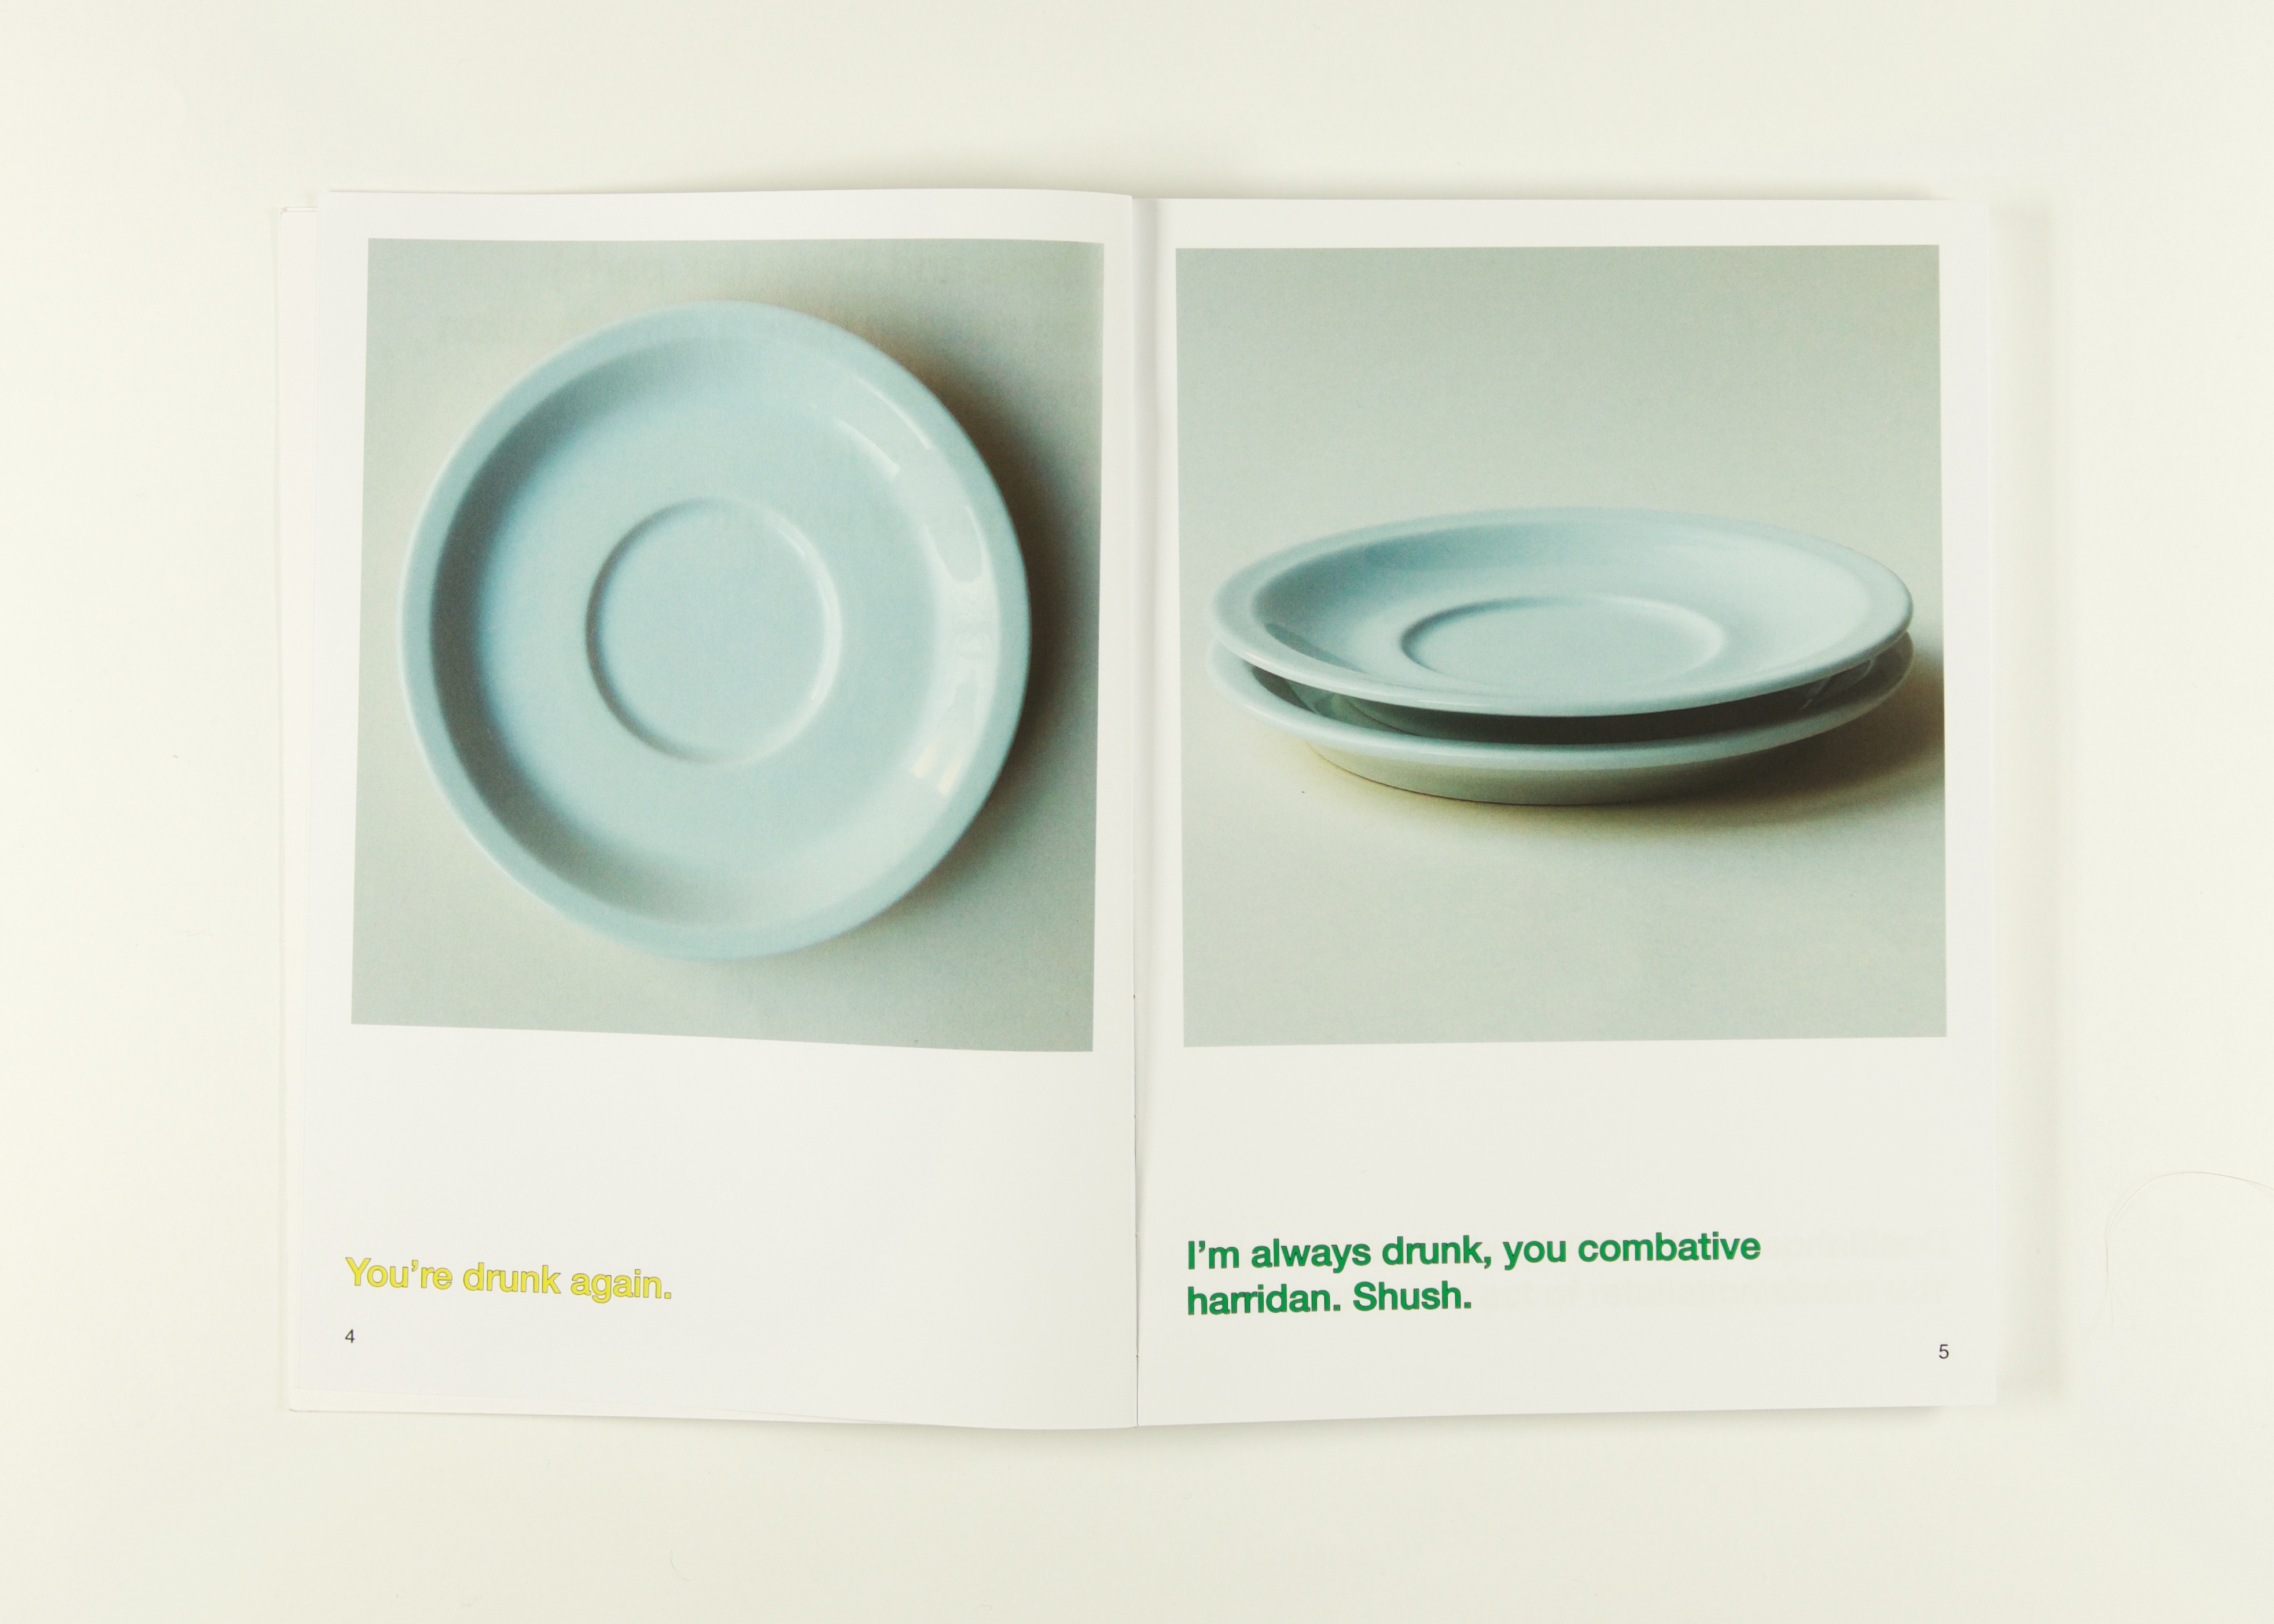 You’re drunk again.
4
I’m always drunk, you combative
harridan. Shush.
5